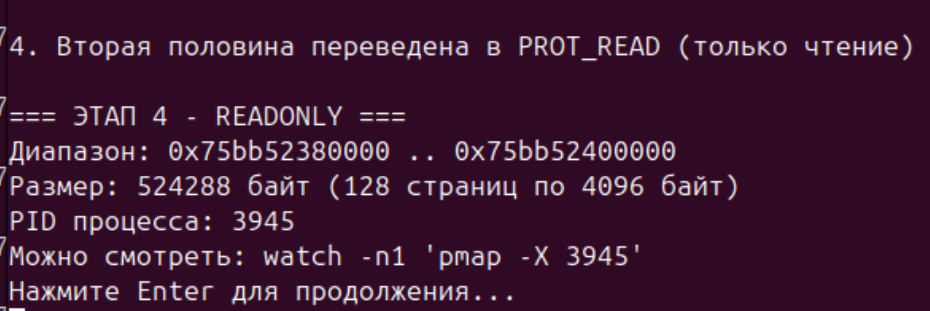 4. Вторая половина переведена в PROT_READ (только чтение)
=== ЭТАП 4 - READONLY ===
Диапазон: 0x75bb52380000 .. 0x75bb52400000
Размер: 524288 байт (128 страниц по 4096 байт)
PID процесса: 3945
Можно смотреть: watch -n1 'pmap -X 3945'
Нажмите Enter для продолжения...